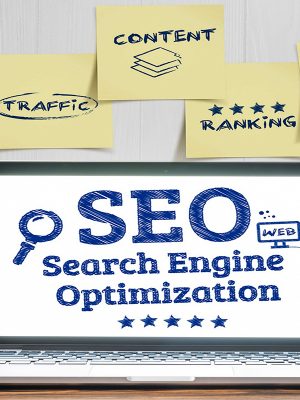 CONTENT
TRAFFIC
RANKING
SEO
WEB
Search Engine
Optimization